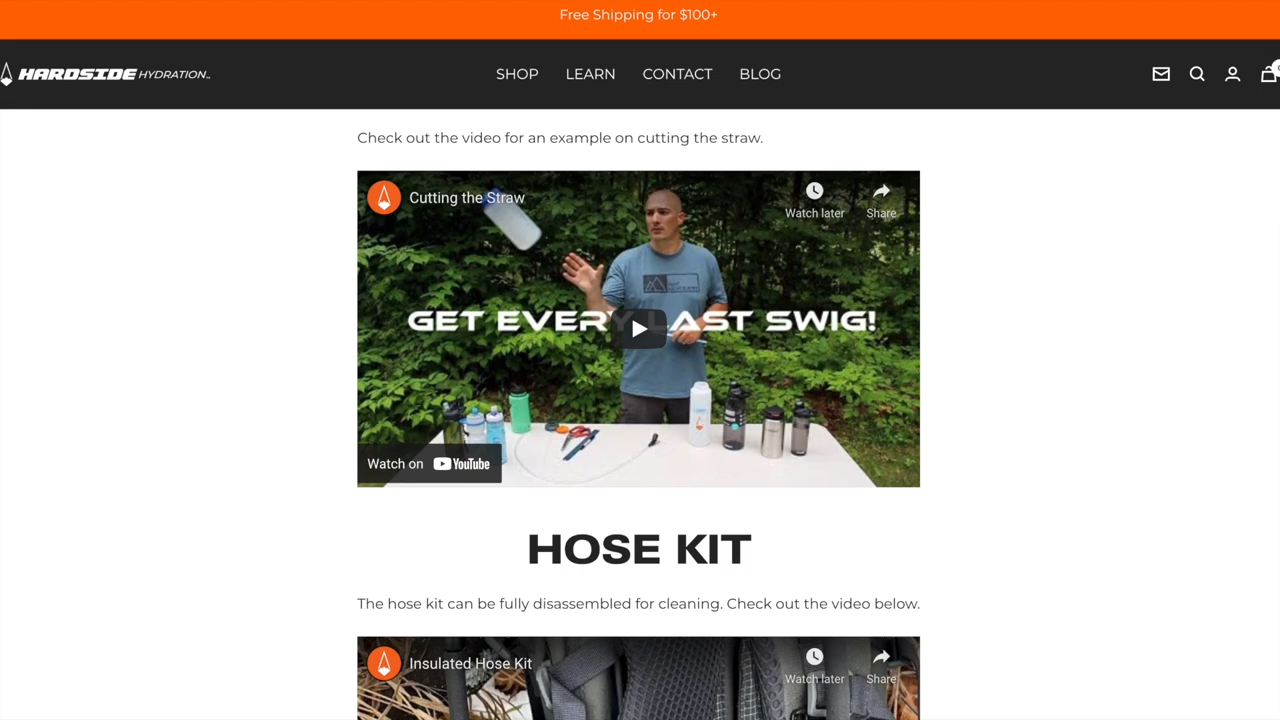 Free Shipping for $100+
HARDSIDE HYDRATION
SHOP LEARN CONTACT BLOG
Check out the video for an example on cutting the straw.
Cutting the Straw
Watch later
Share
GET EVERY LAST SWIG!
Watch on YouTube
HOSE KIT
The hose kit can be fully disassembled for cleaning. Check out the video below.
Insulated Hose Kit
Watch later
Share